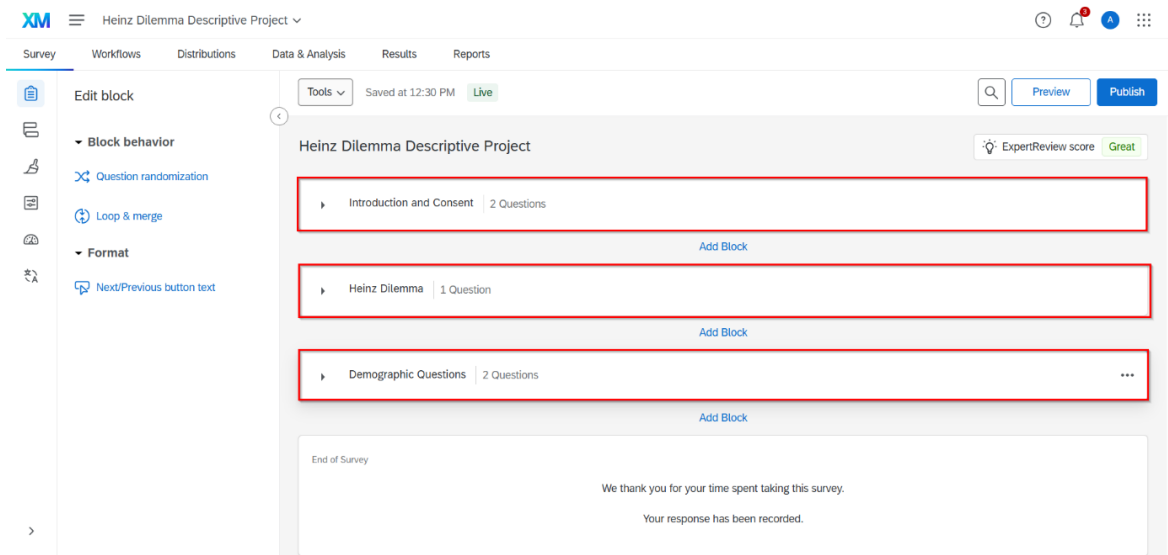 XM Heinz Dilemma Descriptive Project 3 A
Survey Workflows Distributions Data & Analysis Results Reports
Edit block
Tools Saved at 12:30 PM Live Preview Publish
Block behavior
Heinz Dilemma Descriptive Project ExpertReview score Great
Question randomization
Introduction and Consent 2 Questions
Loop & merge
Add Block
Format
Next/Previous button text
Heinz Dilemma 1 Question
Add Block
Demographic Questions 2 Questions
Add Block
End of Survey
We thank you for your time spent taking this survey.
Your response has been recorded.